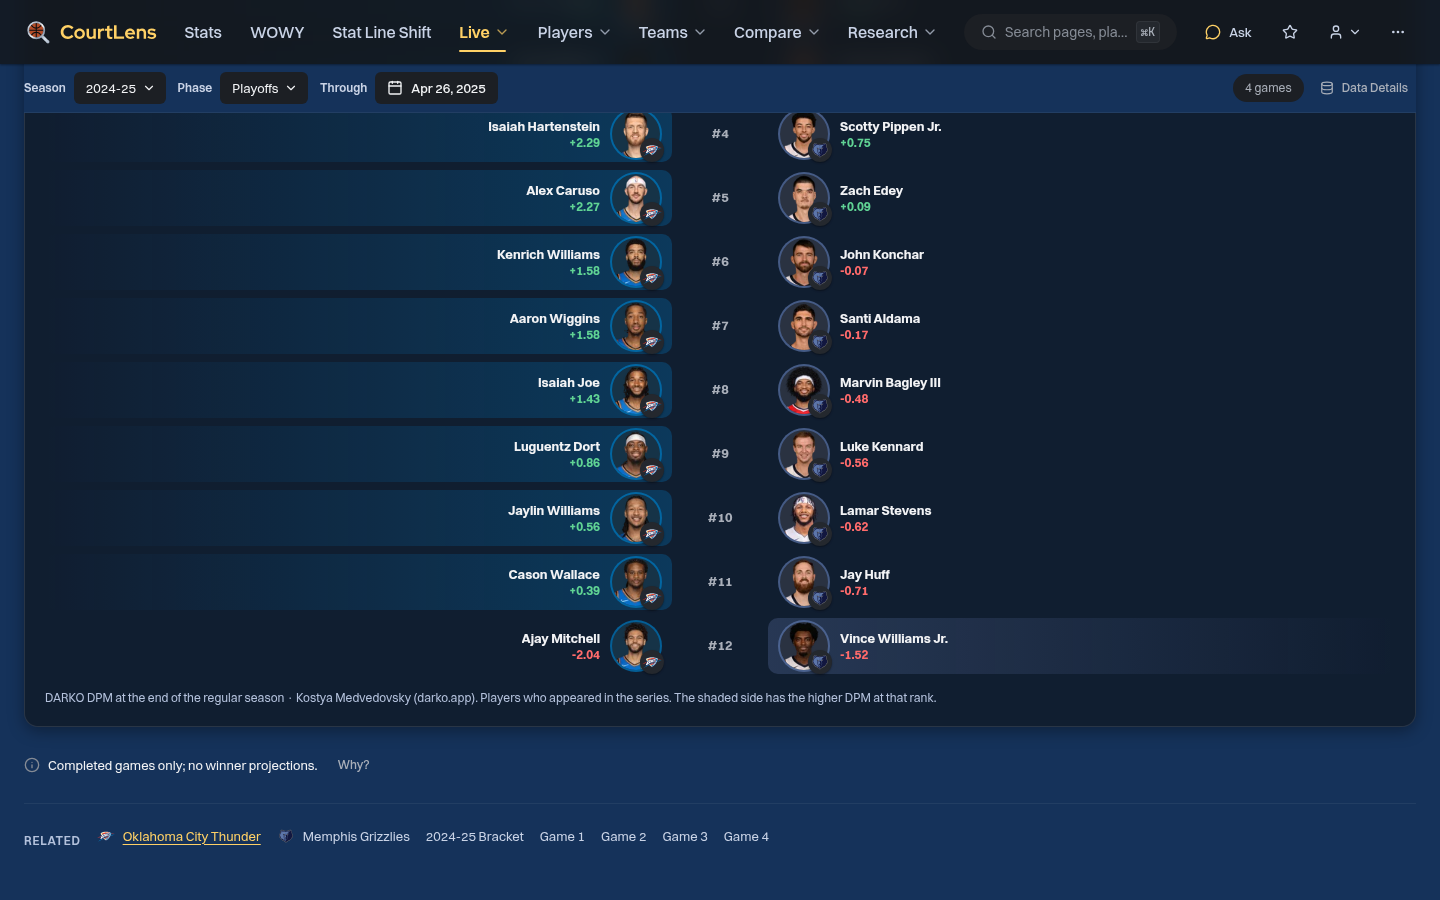 CourtLens Stats WOWY Stat Line Shift Live Players Teams Compare Research Search pages, pla... ⌘K Ask
Season 2024-25 Phase Playoffs Through Apr 26, 2025 4 games Data Details
Isaiah Hartenstein #4 Scotty Pippen Jr.
+2.29 +0.75
Alex Caruso #5 Zach Edey
+2.27 +0.09
Kenrich Williams #6 John Konchar
+1.58 -0.07
Aaron Wiggins #7 Santi Aldama
+1.58 -0.17
Isaiah Joe #8 Marvin Bagley III
+1.43 -0.48
Luguentz Dort #9 Luke Kennard
+0.86 -0.56
Jaylin Williams #10 Lamar Stevens
+0.56 -0.62
Cason Wallace #11 Jay Huff
+0.39 -0.71
Ajay Mitchell #12 Vince Williams Jr.
-2.04 -1.52
DARKO DPM at the end of the regular season · Kostya Medvedovsky (darko.app). Players who appeared in the series. The shaded side has the higher DPM at that rank.
Completed games only; no winner projections. Why?
RELATED Oklahoma City Thunder Memphis Grizzlies 2024-25 Bracket Game 1 Game 2 Game 3 Game 4